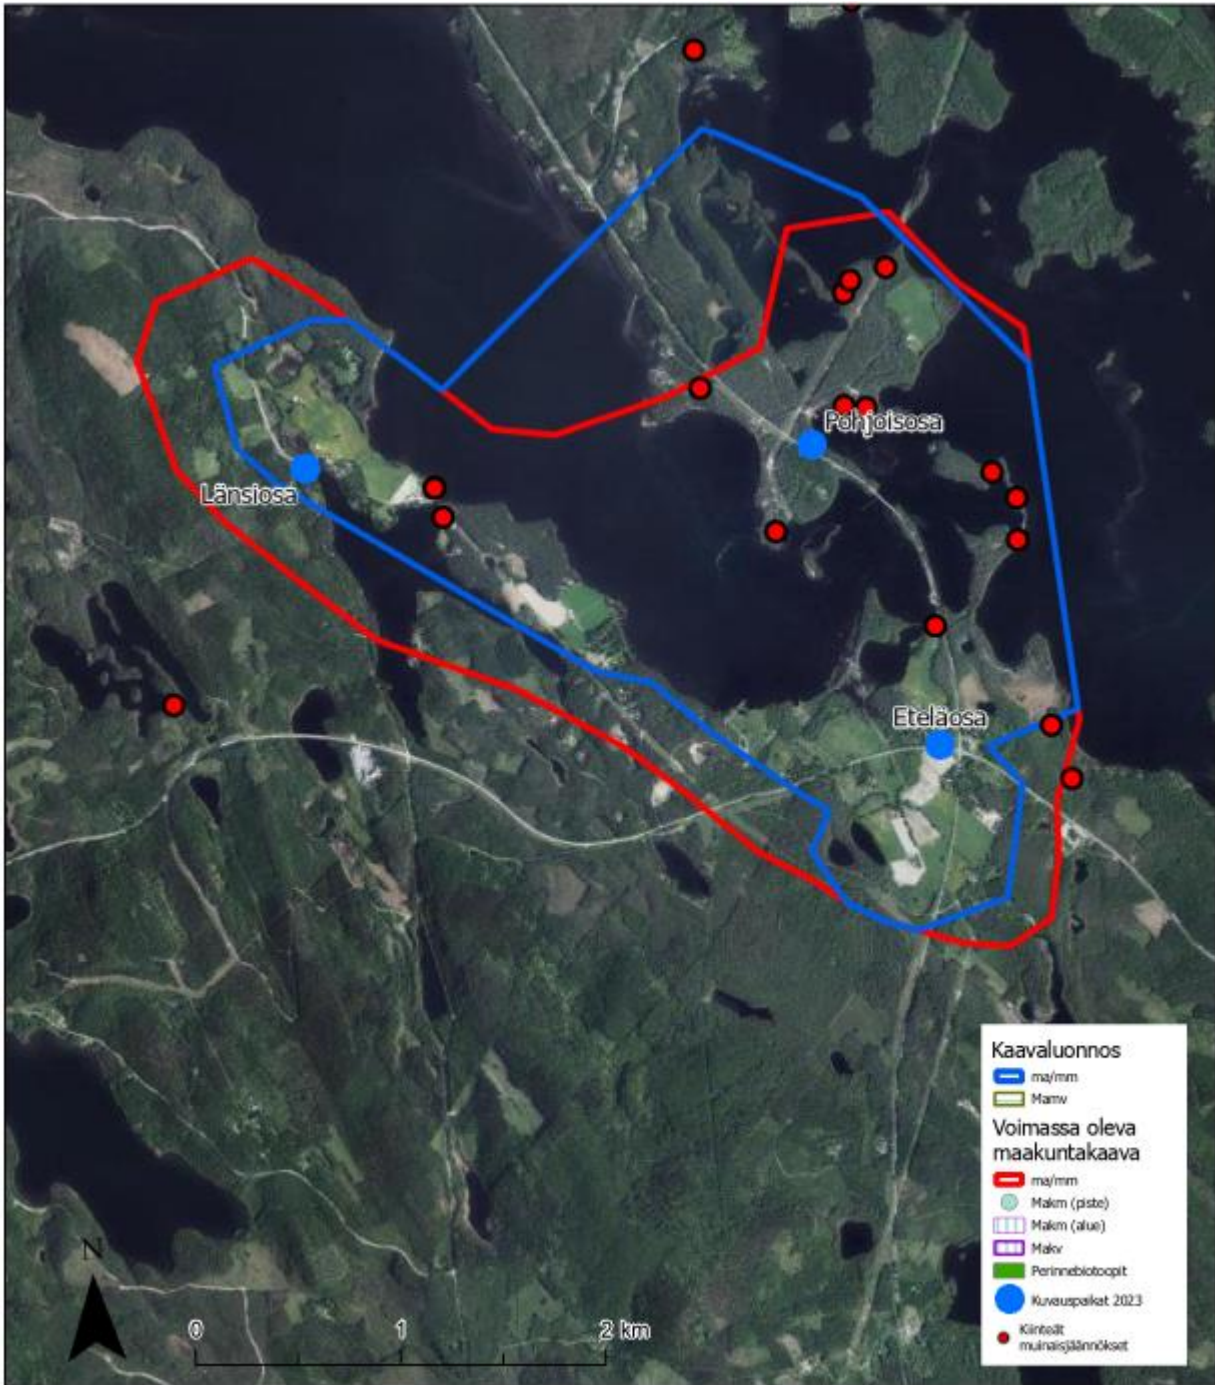 Pohjoisosa
Länsiosa
Eteläosa
Kaavaluonnos
ma/mm
Mamv
Voimassa oleva
maakuntakaava
ma/mm
Makm (piste)
Makm (alue)
Makv
Perinnebiotoopit
Kuvauspaikat 2023
Kiinteät
muinaisjäännökset
N
0 1 2 km